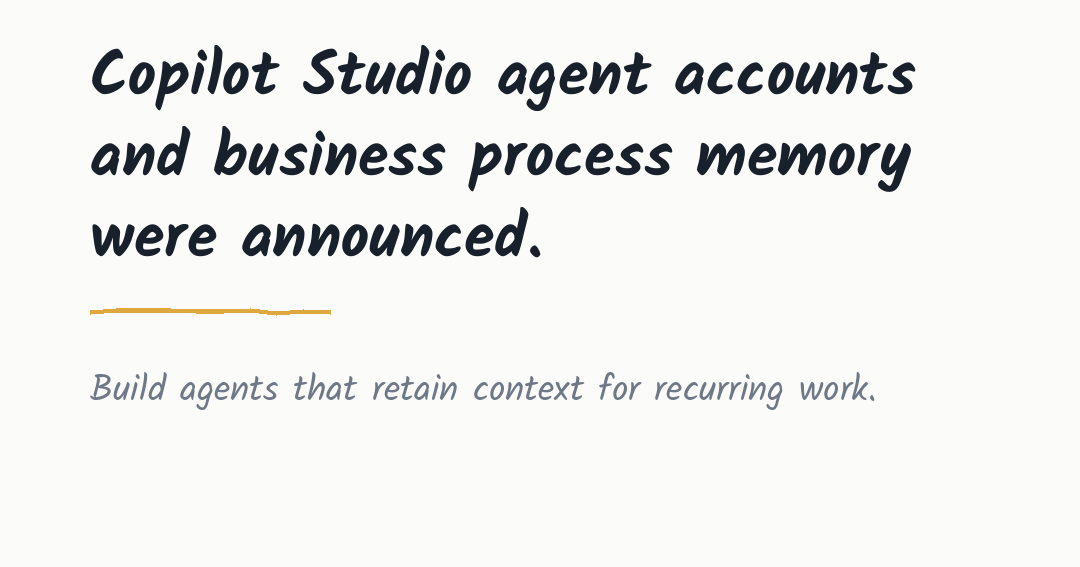 Copilot Studio agent accounts
and business process memory
were announced.
Build agents that retain context for recurring work.